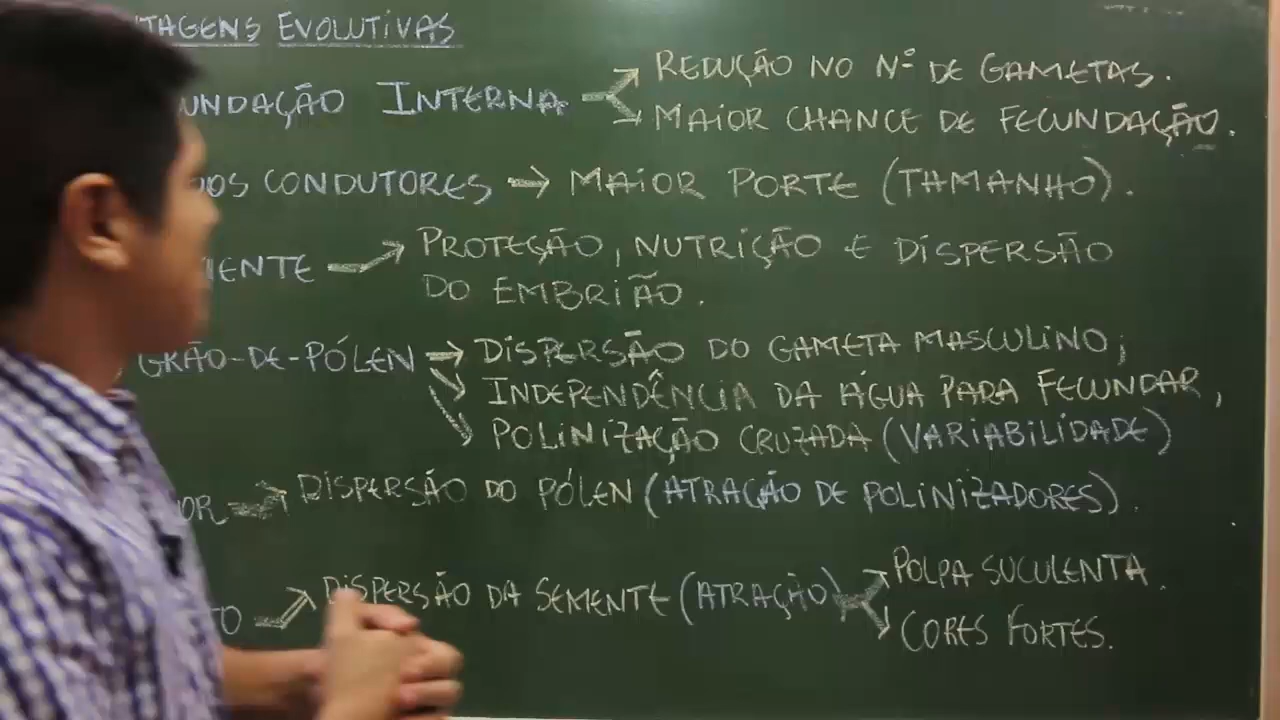 TAGENS EVOLUTIVAS
UNDAÇÃO INTERNA → REDUÇÃO NO Nº DE GAMETAS.
→ MAIOR CHANCE DE FECUNDAÇÃO.
DOS CONDUTORES → MAIOR PORTE (TAMANHO).
ENTE → PROTEÇÃO, NUTRIÇÃO E DISPERSÃO
DO EMBRIÃO.
GRÃO-DE-PÓLEN → DISPERSÃO DO GAMETA MASCULINO;
→ INDEPENDÊNCIA DA ÁGUA PARA FECUNDAR,
→ POLINIZAÇÃO CRUZADA (VARIABILIDADE)
OR → DISPERSÃO DO PÓLEN (ATRAÇÃO DE POLINIZADORES).
TO → DISPERSÃO DA SEMENTE (ATRAÇÃO) → POLPA SUCULENTA.
→ CORES FORTES.